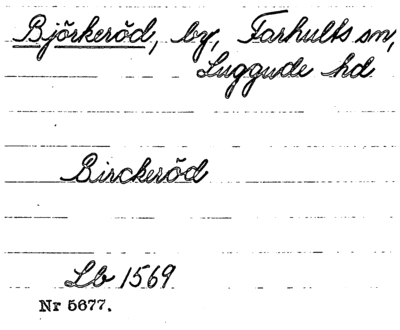 Björkeröd, by, Farhults sn,
Luggude hd
Birckeröd
Lb 1569
Nr 5677.